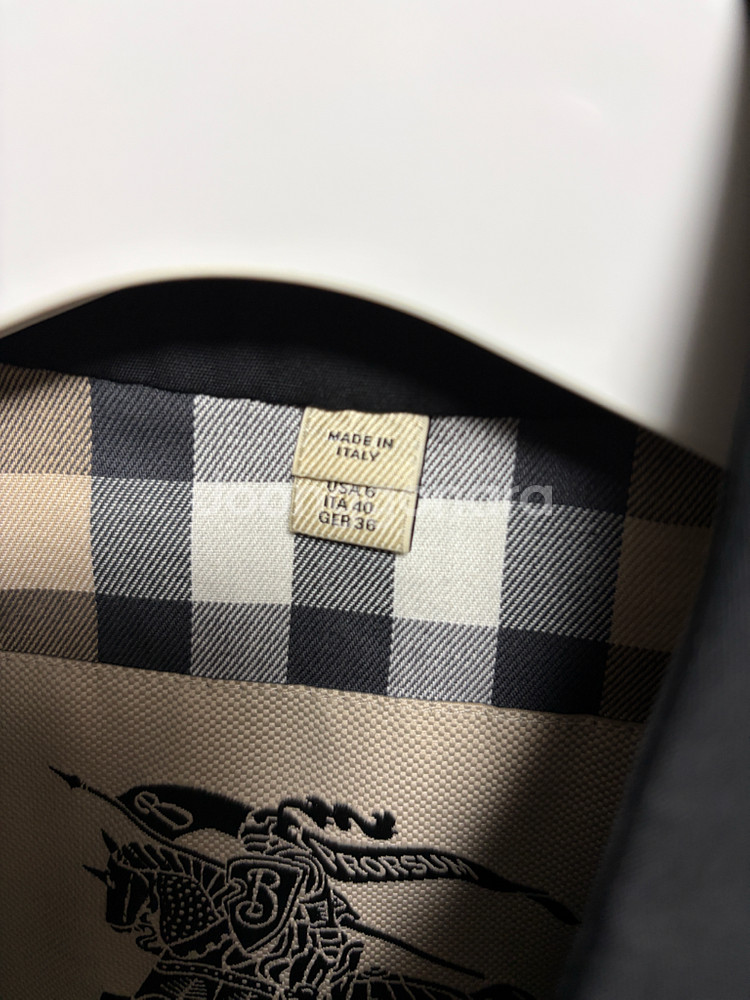 MADE IN
ITALY
USA 6
ITA 40
GER 36
B
PRORSUM
B